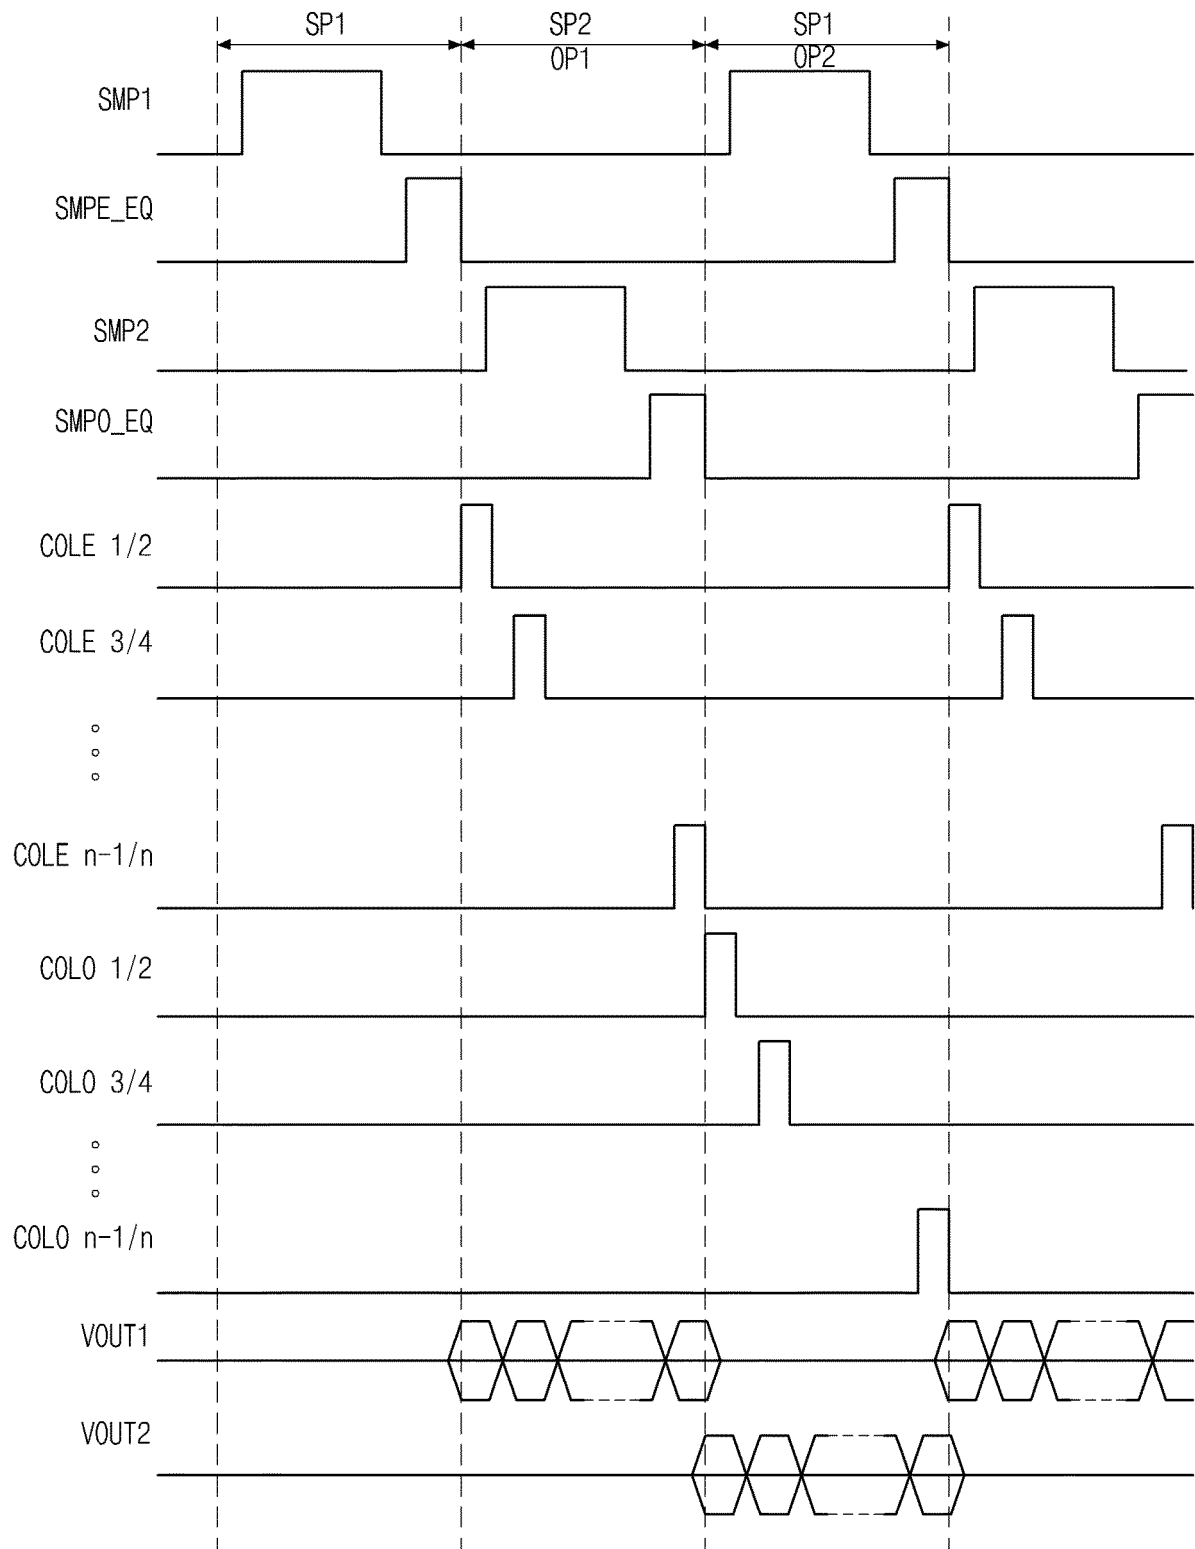 SP1 SP2 SP1
OP1 OP2
SMP1
SMPE_EQ
SMP2
SMPO_EQ
COLE 1/2
COLE 3/4
COLE n-1/n
COLO 1/2
COLO 3/4
COLO n-1/n
VOUT1
VOUT2